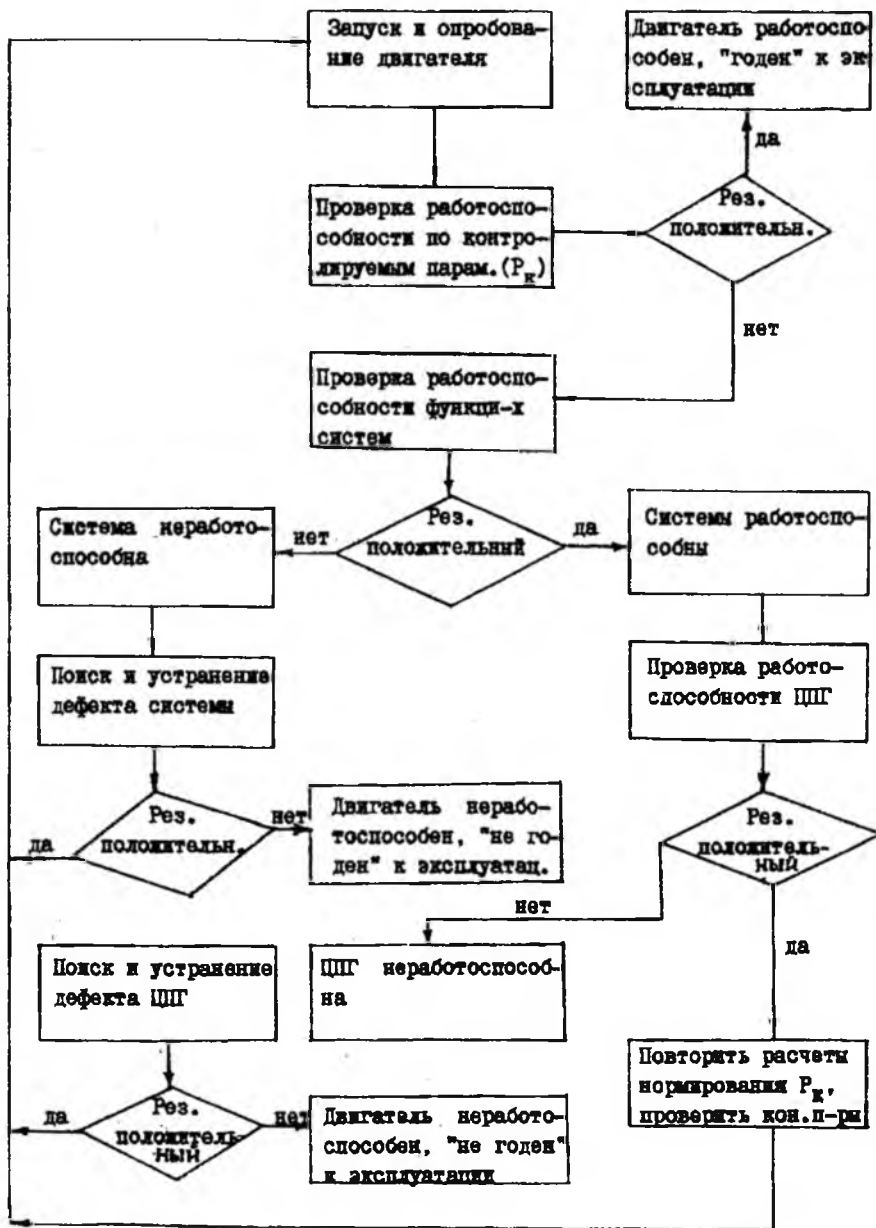 Запуск и опробова-
ние двигателя
Двигатель работоспо-
собен, "годен" к эк
сплуатации
да
Проверка работоспо-
собности по контро-
лируемым парам.(Рк)
Рез.
положительн.
нет
Проверка работоспо-
собности функци-х
систем
Система неработо-
способна
нет
Рез.
положительный
да
Системы работоспо-
собны
Поиск и устранение
дефекта системы
Проверка работо-
способности ЦПГ
да
Рез.
положительн.
нет
Двигатель нерабо-
тоспособен, "не го-
ден" к эксплуатац.
Рез.
положитель-
ный
нет
да
Поиск и устранение
дефекта ЦПГ
ЦПГ неработоспособ-
на
Повторить расчеты
нормирования Рк,
проверить кон.п-ры
да
Рез.
положитель-
ный
нет
Двигатель неработо-
способен, "не годен"
к эксплуатации